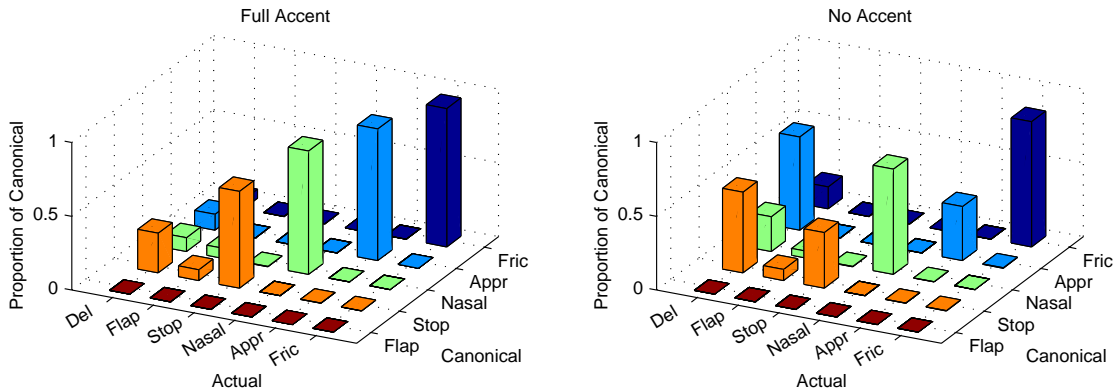 Full Accent
Proportion of Canonical
1
0.5
0
Del
Flap
Stop
Nasal
Appr
Fric
Actual
Flap
Stop
Nasal
Appr
Fric
Canonical
No Accent
Proportion of Canonical
1
0.5
0
Del
Flap
Stop
Nasal
Appr
Fric
Actual
Flap
Stop
Nasal
Appr
Fric
Canonical